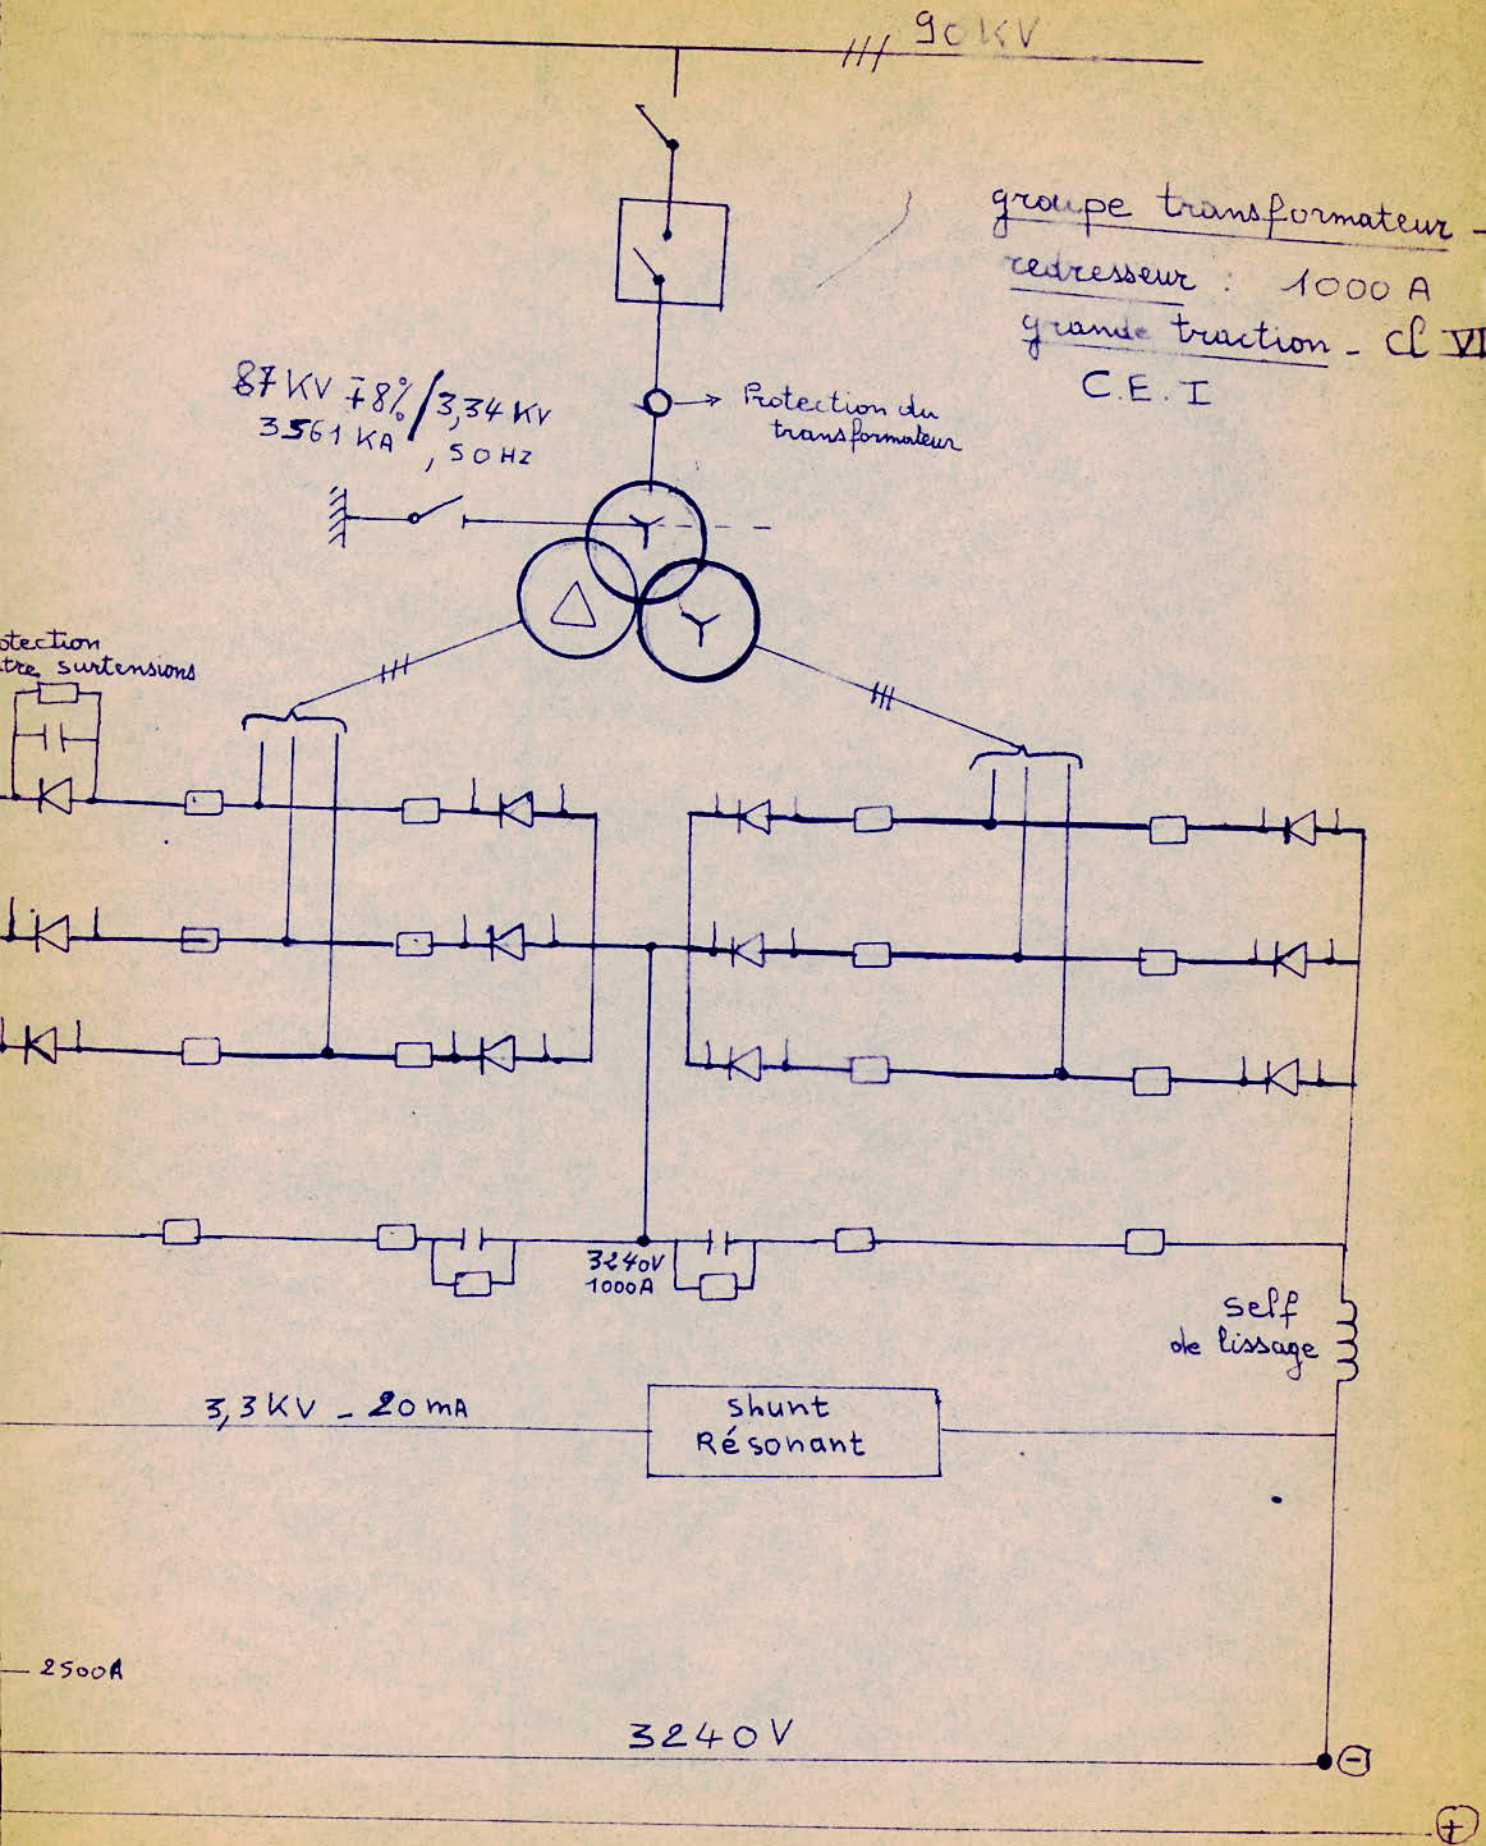 90 KV
groupe transformateur -
redresseur : 1000 A
grande traction - Cl VI
C.E.I
87 KV ∓8%/3,34 KV
3561 KA , 50 HZ
Protection du
transformateur
otection
tre surtensions
3240V
1000A
self
de lissage
3,3 KV - 20 mA
shunt
Résonant
2500A
3240V
-
+